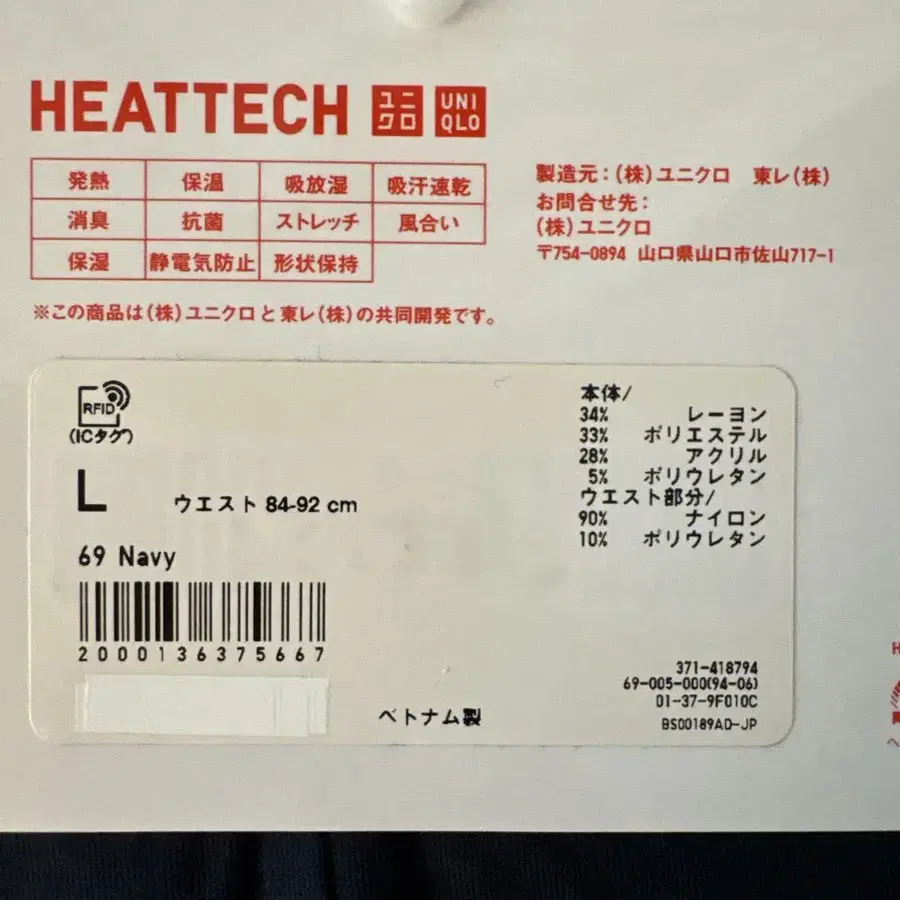 HEATTECH ユニクロ UNIQLO
発熱 保温 吸放湿 吸汗速乾
消臭 抗菌 ストレッチ 風合い
保湿 静電気防止 形状保持
※この商品は(株)ユニクロと東レ(株)の共同開発です。
製造元:(株)ユニクロ 東レ(株)
お問合せ先:
(株)ユニクロ
〒754-0894 山口県山口市佐山717-1
RFID
(ICタグ)
L
ウエスト 84-92 cm
69 Navy
2000136375667
本体/
34% レーヨン
33% ポリエステル
28% アクリル
5% ポリウレタン
ウエスト部分/
90% ナイロン
10% ポリウレタン
ベトナム製
371-418794
69-005-000(94-06)
01-37-9F010C
BS00189AD-JP